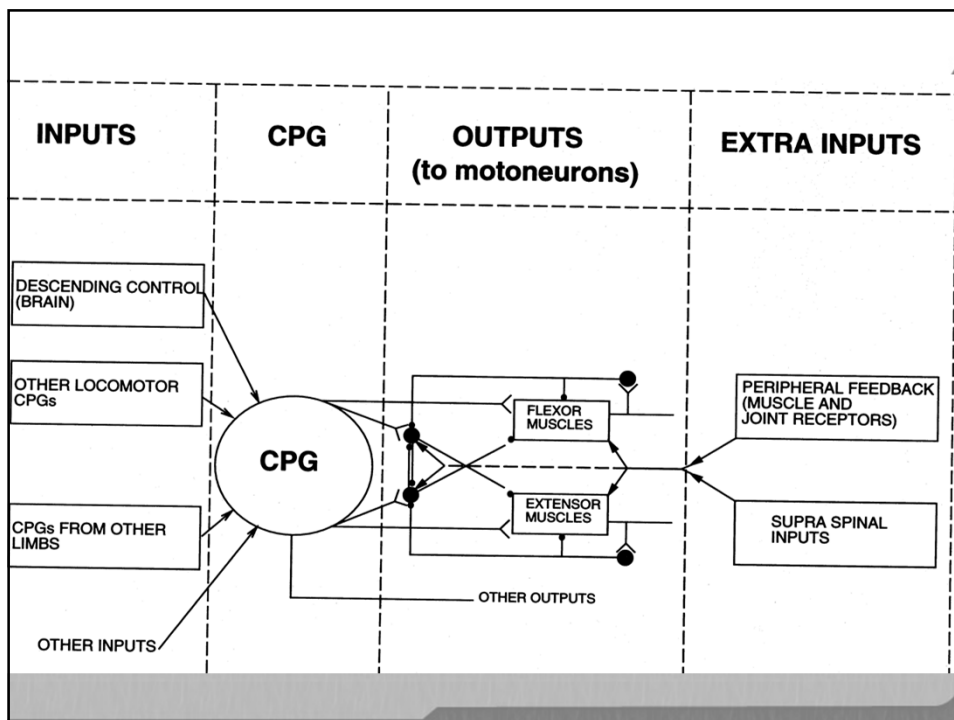 INPUTS
CPG
OUTPUTS
(to motoneurons)
EXTRA INPUTS
DESCENDING CONTROL
(BRAIN)
OTHER LOCOMOTOR
CPGs
CPGs FROM OTHER
LIMBS
OTHER INPUTS
CPG
FLEXOR
MUSCLES
EXTENSOR
MUSCLES
OTHER OUTPUTS
PERIPHERAL FEEDBACK
(MUSCLE AND
JOINT RECEPTORS)
SUPRA SPINAL
INPUTS